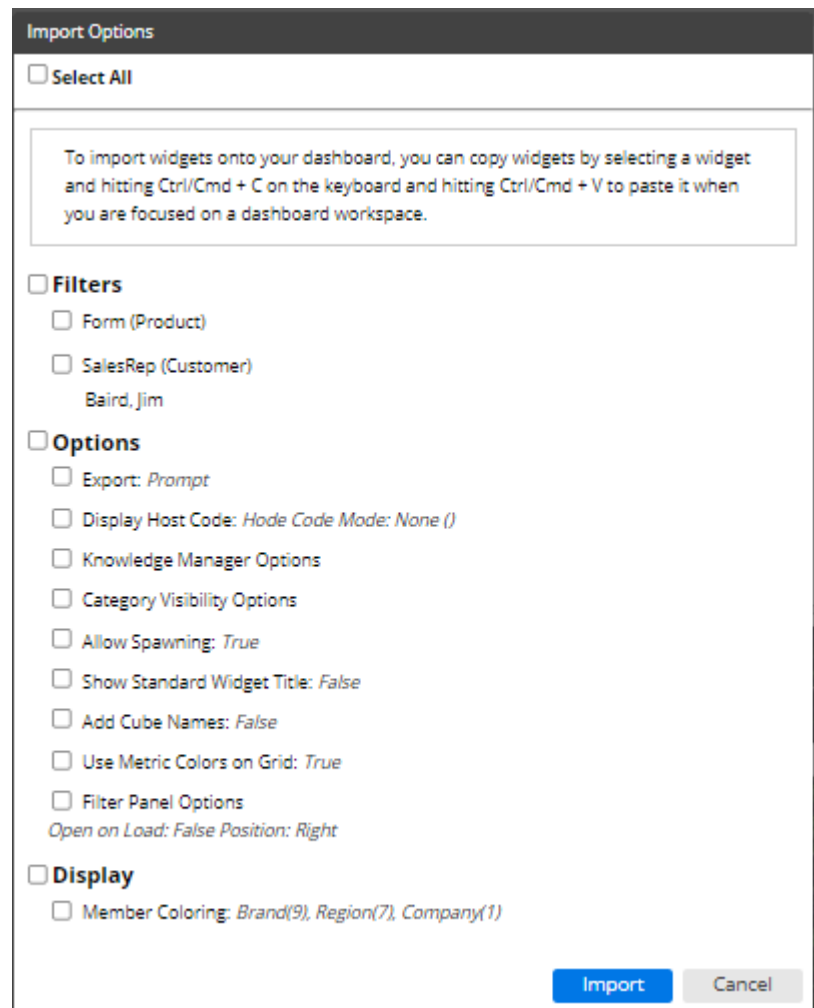 Import Options
Select All
To import widgets onto your dashboard, you can copy widgets by selecting a widget
and hitting Ctrl/Cmd + C on the keyboard and hitting Ctrl/Cmd + V to paste it when
you are focused on a dashboard workspace.
Filters
Form (Product)
SalesRep (Customer)
Baird, Jim
Options
Export: Prompt
Display Host Code: Hode Code Mode: None ()
Knowledge Manager Options
Category Visibility Options
Allow Spawning: True
Show Standard Widget Title: False
Add Cube Names: False
Use Metric Colors on Grid: True
Filter Panel Options
Open on Load: False Position: Right
Display
Member Coloring: Brand(9), Region(7), Company(1)
Import Cancel